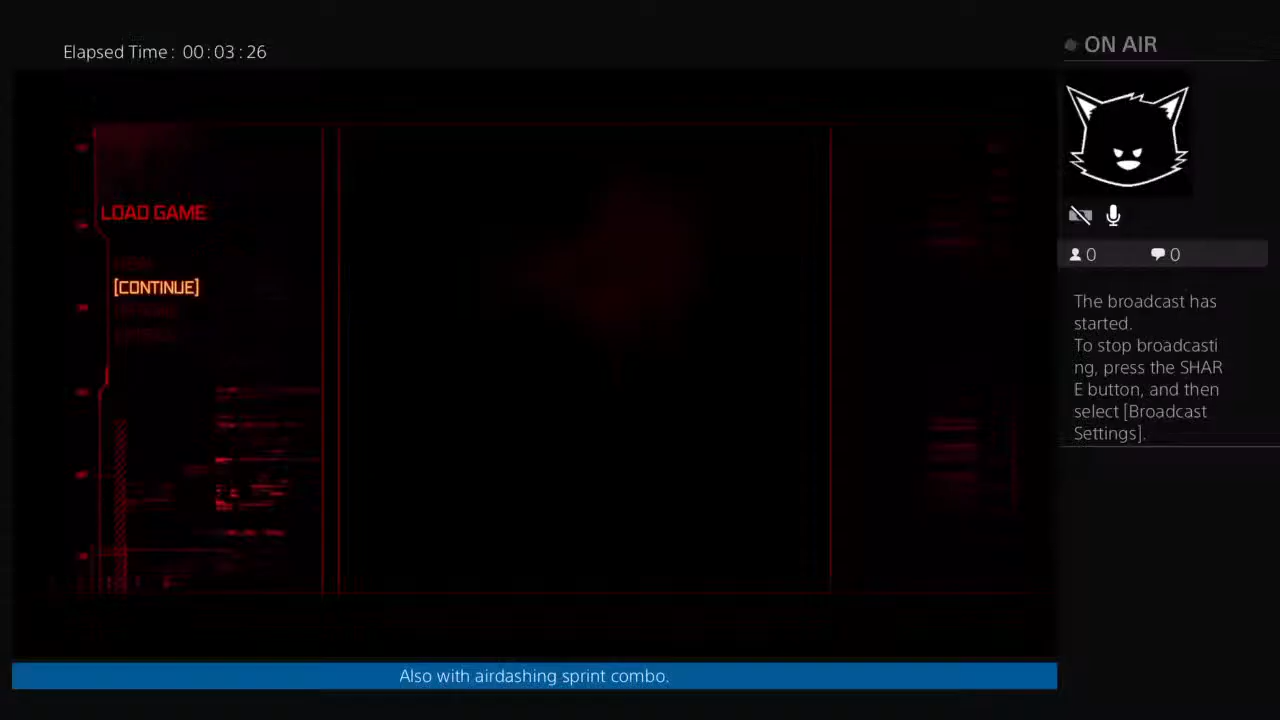 Elapsed Time: 00:03:26
ON AIR
LOAD GAME
[CONTINUE]
0
0
The broadcast has
started.
To stop broadcasti
ng, press the SHAR
E button, and then
select [Broadcast
Settings].
Also with airdashing sprint combo.